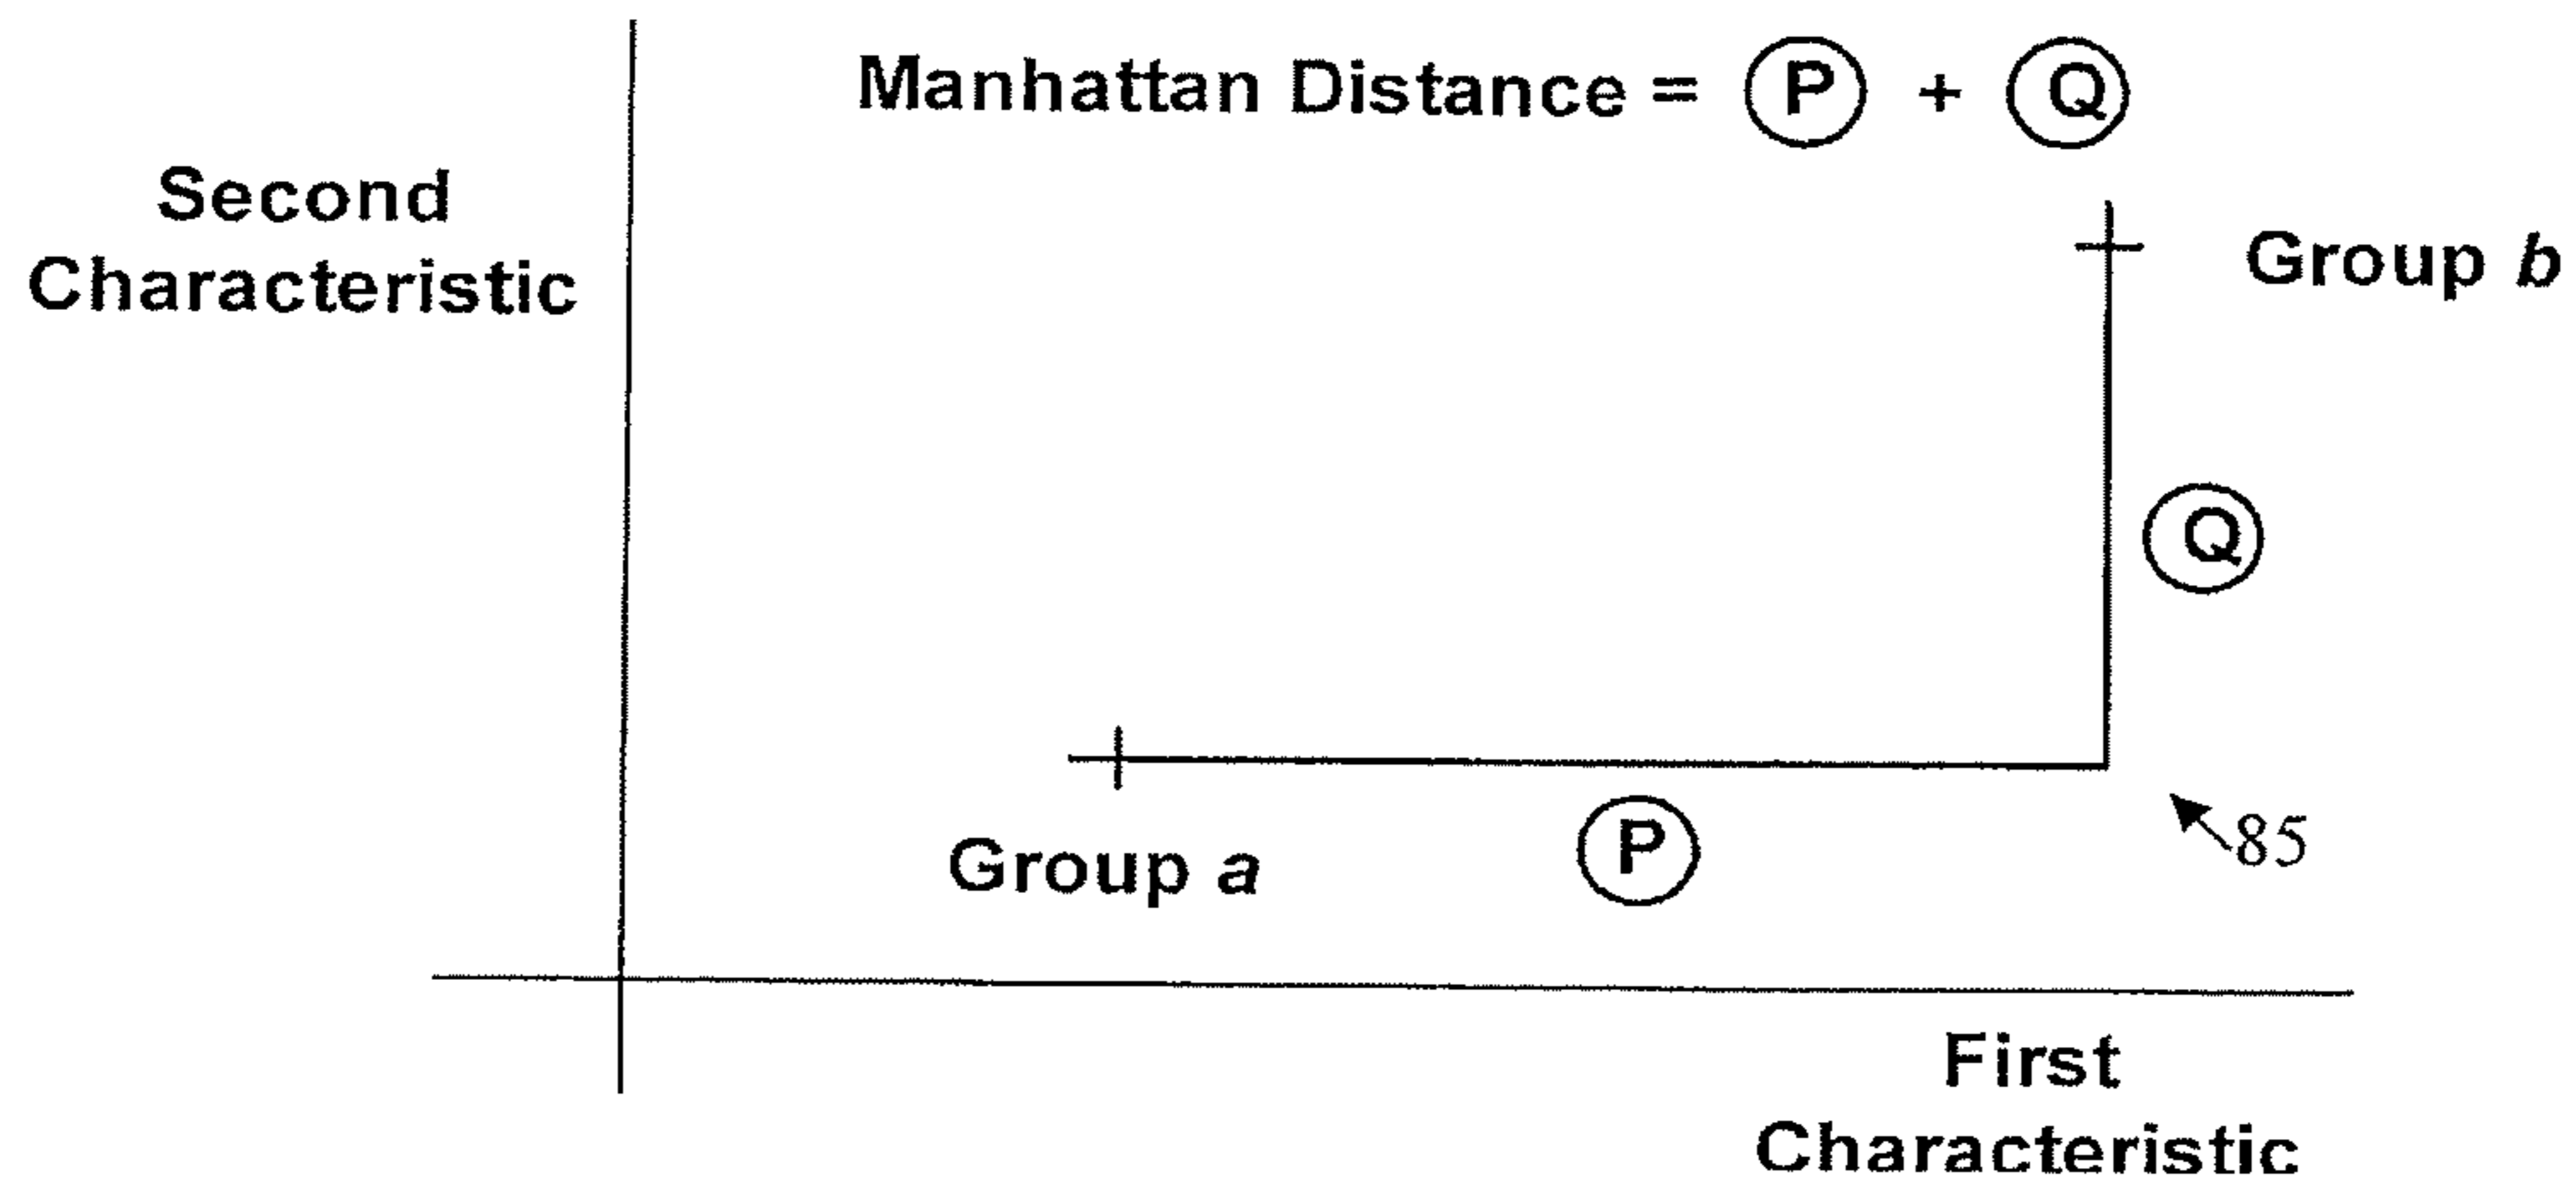 Manhattan Distance = P + Q
Second
Characteristic
Group b
Q
Group a
P
85
First
Characteristic